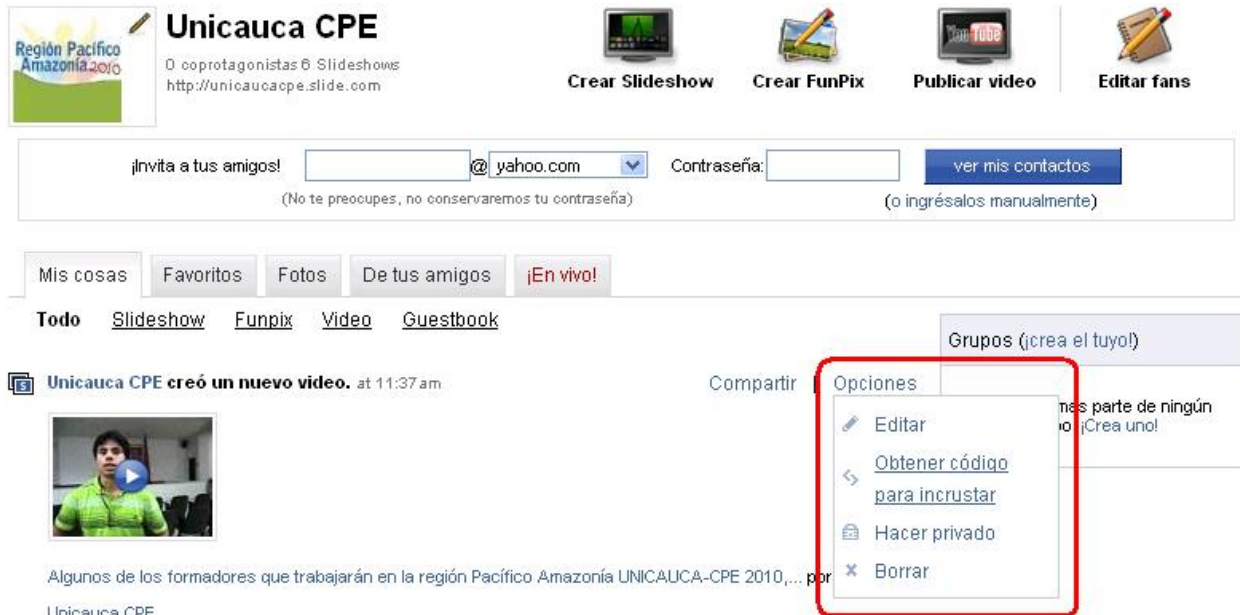 Región Pacífico
Amazonía 2010
Unicauca CPE
0 coprotagonistas 6 Slideshows
http://unicaucacpe.slide.com
Crear Slideshow
Crear FunPix
You Tube
Publicar video
Editar fans
¡Invita a tus amigos!
@ yahoo.com
Contraseña:
ver mis contactos
(No te preocupes, no conservaremos tu contraseña)
(o ingrésalos manualmente)
Mis cosas
Favoritos
Fotos
De tus amigos
¡En vivo!
Todo
Slideshow
Funpix
Video
Guestbook
Grupos (¡crea el tuyo!)
Unicauca CPE creó un nuevo video. at 11:37 am
Compartir | Opciones
Editar
Obtener código
para incrustar
Hacer privado
Borrar
parte de ningún
¡Crea uno!
Algunos de los formadores que trabajarán en la región Pacífico Amazonía UNICAUCA-CPE 2010,... por
Unicauca CPE